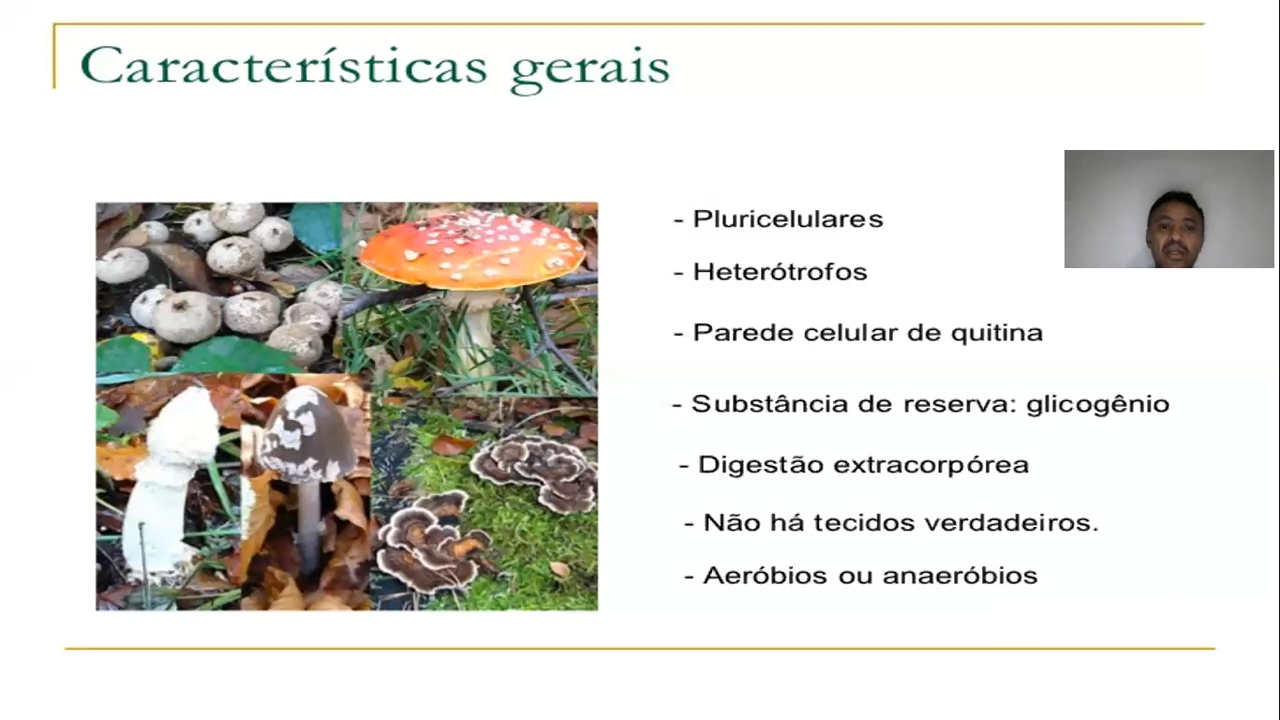 Características gerais
- Pluricelulares
- Heterótrofos
- Parede celular de quitina
- Substância de reserva: glicogênio
- Digestão extracorpórea
- Não há tecidos verdadeiros.
- Aeróbios ou anaeróbios